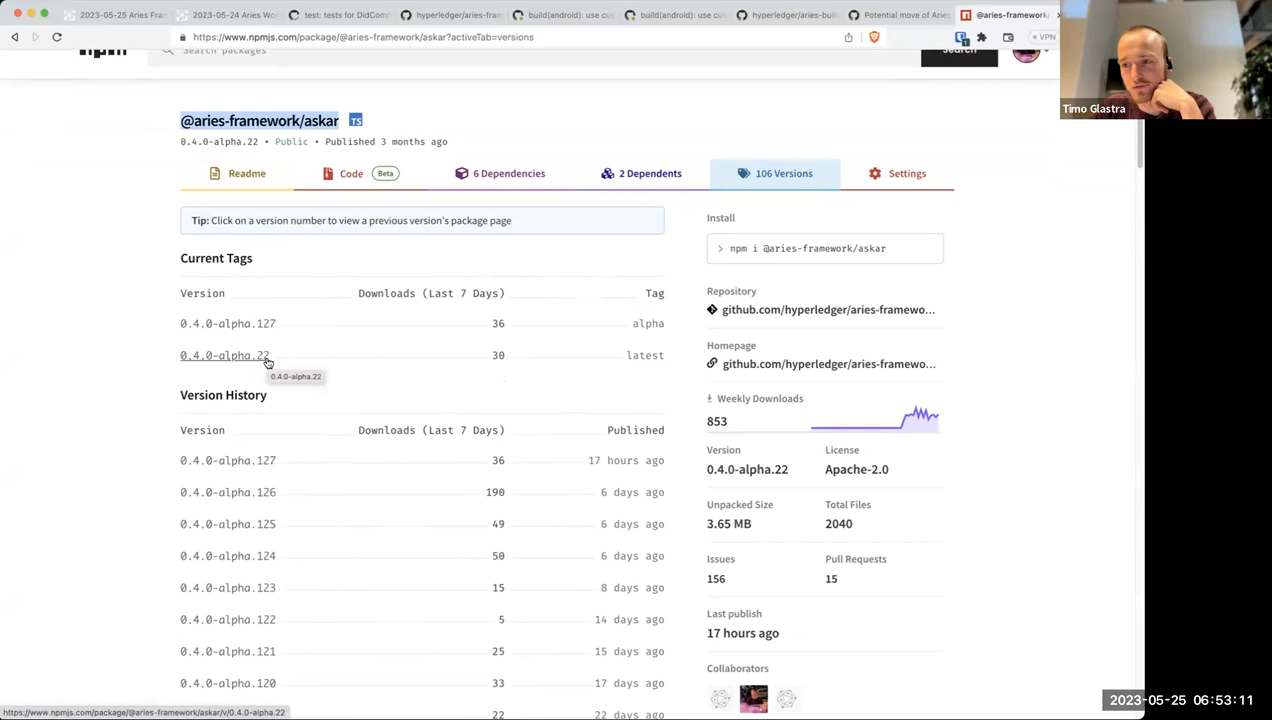 2023-05-25 Aries Fram
2023-05-24 Aries Wo
test: tests for DidComm
hyperledger/aries-fram
build(android): use cu
build(android): use cu
hyperledger/aries-buil
Potential move of Aries
@aries-framework/
https://www.npmjs.com/package/@aries-framework/askar?activeTab=versions
VPN
Search packages
Search
Timo Glastra
@aries-framework/askar
TS
0.4.0-alpha.22 • Public • Published 3 months ago
Readme
Code Beta
6 Dependencies
2 Dependents
106 Versions
Settings
Tip: Click on a version number to view a previous version's package page
Current Tags
Version Downloads (Last 7 Days) Tag
0.4.0-alpha.127 36 alpha
0.4.0-alpha.22 30 latest
0.4.0-alpha.22
Version History
Version Downloads (Last 7 Days) Published
0.4.0-alpha.127 36 17 hours ago
0.4.0-alpha.126 190 6 days ago
0.4.0-alpha.125 49 6 days ago
0.4.0-alpha.124 50 6 days ago
0.4.0-alpha.123 15 8 days ago
0.4.0-alpha.122 5 14 days ago
0.4.0-alpha.121 25 15 days ago
0.4.0-alpha.120 33 17 days ago
22 22 days ago
Install
> npm i @aries-framework/askar
Repository
github.com/hyperledger/aries-framewo...
Homepage
github.com/hyperledger/aries-framewo...
Weekly Downloads
853
Version License
0.4.0-alpha.22 Apache-2.0
Unpacked Size Total Files
3.65 MB 2040
Issues Pull Requests
156 15
Last publish
17 hours ago
Collaborators
https://www.npmjs.com/package/@aries-framework/askar/v/0.4.0-alpha.22
2023-05-25 06:53:11